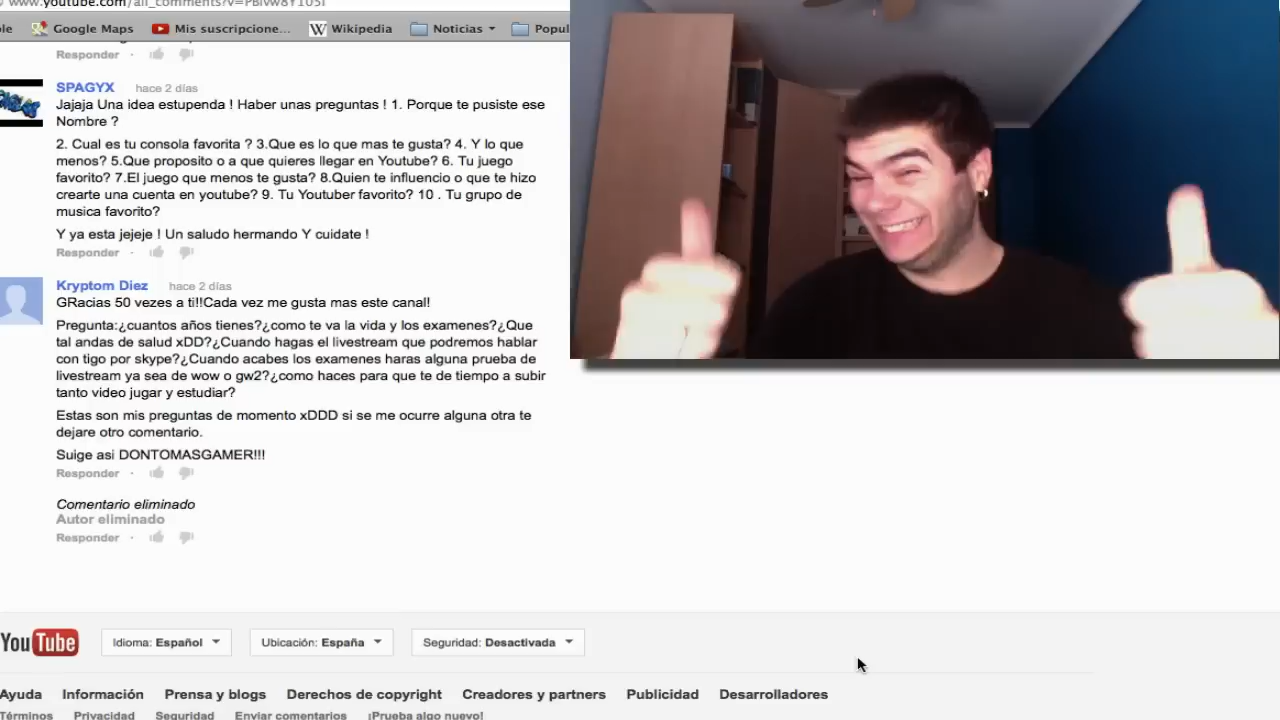 www.youtube.com/all_comments?v=
Google Maps Mis suscripcione... Wikipedia Noticias Popul
Responder ·
SPAGYX hace 2 días
Jajaja Una idea estupenda ! Haber unas preguntas ! 1. Porque te pusiste ese
Nombre ?
2. Cual es tu consola favorita ? 3.Que es lo que mas te gusta? 4. Y lo que
menos? 5.Que proposito o a que quieres llegar en Youtube? 6. Tu juego
favorito? 7.El juego que menos te gusta? 8.Quien te influencio o que te hizo
crearte una cuenta en youtube? 9. Tu Youtuber favorito? 10 . Tu grupo de
musica favorito?
Y ya esta jejeje ! Un saludo hermando Y cuidate !
Responder ·
Kryptom Diez hace 2 días
GRacias 50 vezes a ti!!Cada vez me gusta mas este canal!
Pregunta:¿cuantos años tienes?¿como te va la vida y los examenes?¿Que
tal andas de salud xDD?¿Cuando hagas el livestream que podremos hablar
con tigo por skype?¿Cuando acabes los examenes haras alguna prueba de
livestream ya sea de wow o gw2?¿como haces para que te de tiempo a subir
tanto video jugar y estudiar?
Estas son mis preguntas de momento xDDD si se me ocurre alguna otra te
dejare otro comentario.
Suige asi DONTOMASGAMER!!!
Responder ·
Comentario eliminado
Autor eliminado
Responder ·
YouTube Idioma: Español Ubicación: España Seguridad: Desactivada
Ayuda Información Prensa y blogs Derechos de copyright Creadores y partners Publicidad Desarrolladores
Términos Privacidad Seguridad Enviar comentarios ¡Prueba algo nuevo!